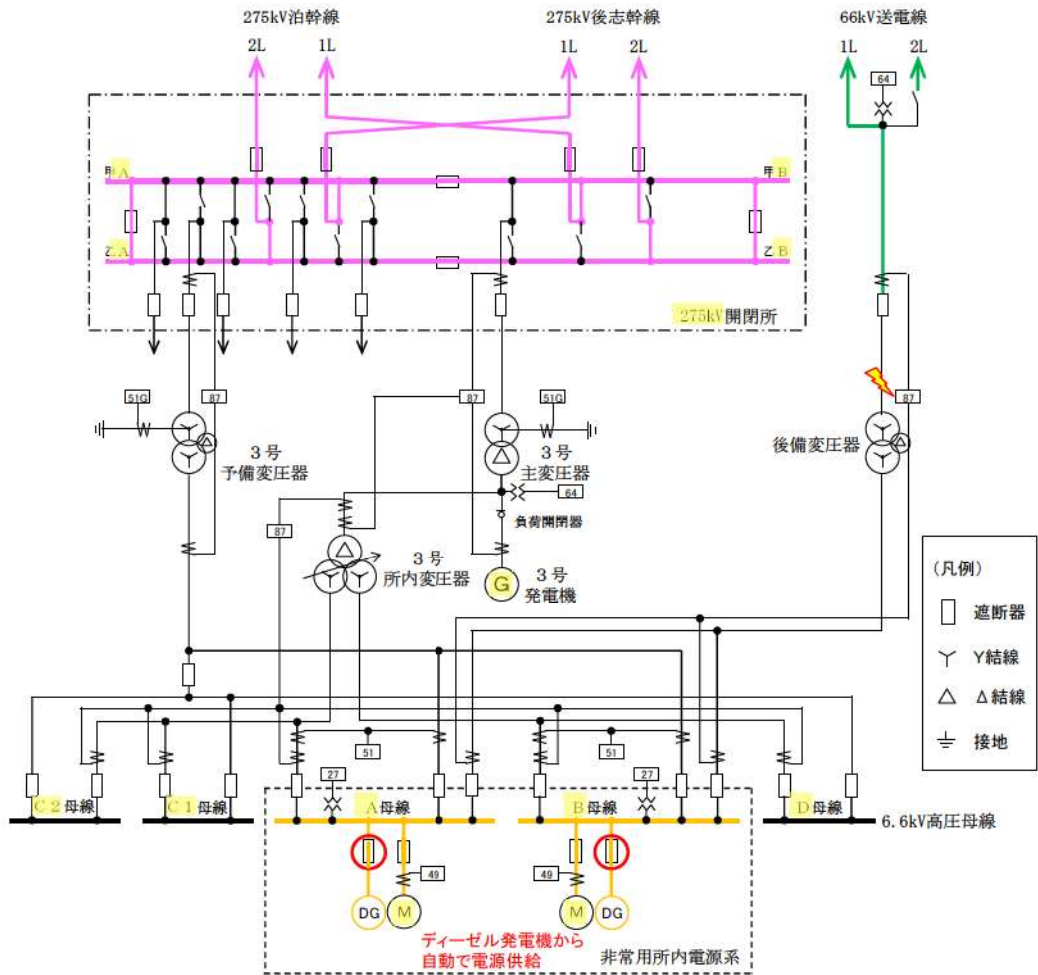 275kV泊幹線
275kV後志幹線
66kV送電線
2L
1L
1L
2L
1L
2L
64
甲A
甲B
乙A
乙B
275kV開閉所
51G
87
87
51G
87
3号
予備変圧器
3号
主変圧器
後備変圧器
64
負荷開閉器
87
3号
所内変圧器
G
3号
発電機
(凡例)
遮断器
Y結線
Δ結線
接地
51
51
27
27
C2母線
C1母線
A母線
B母線
D母線
6.6kV高圧母線
49
49
DG
M
M
DG
ディーゼル発電機から
自動で電源供給
非常用所内電源系